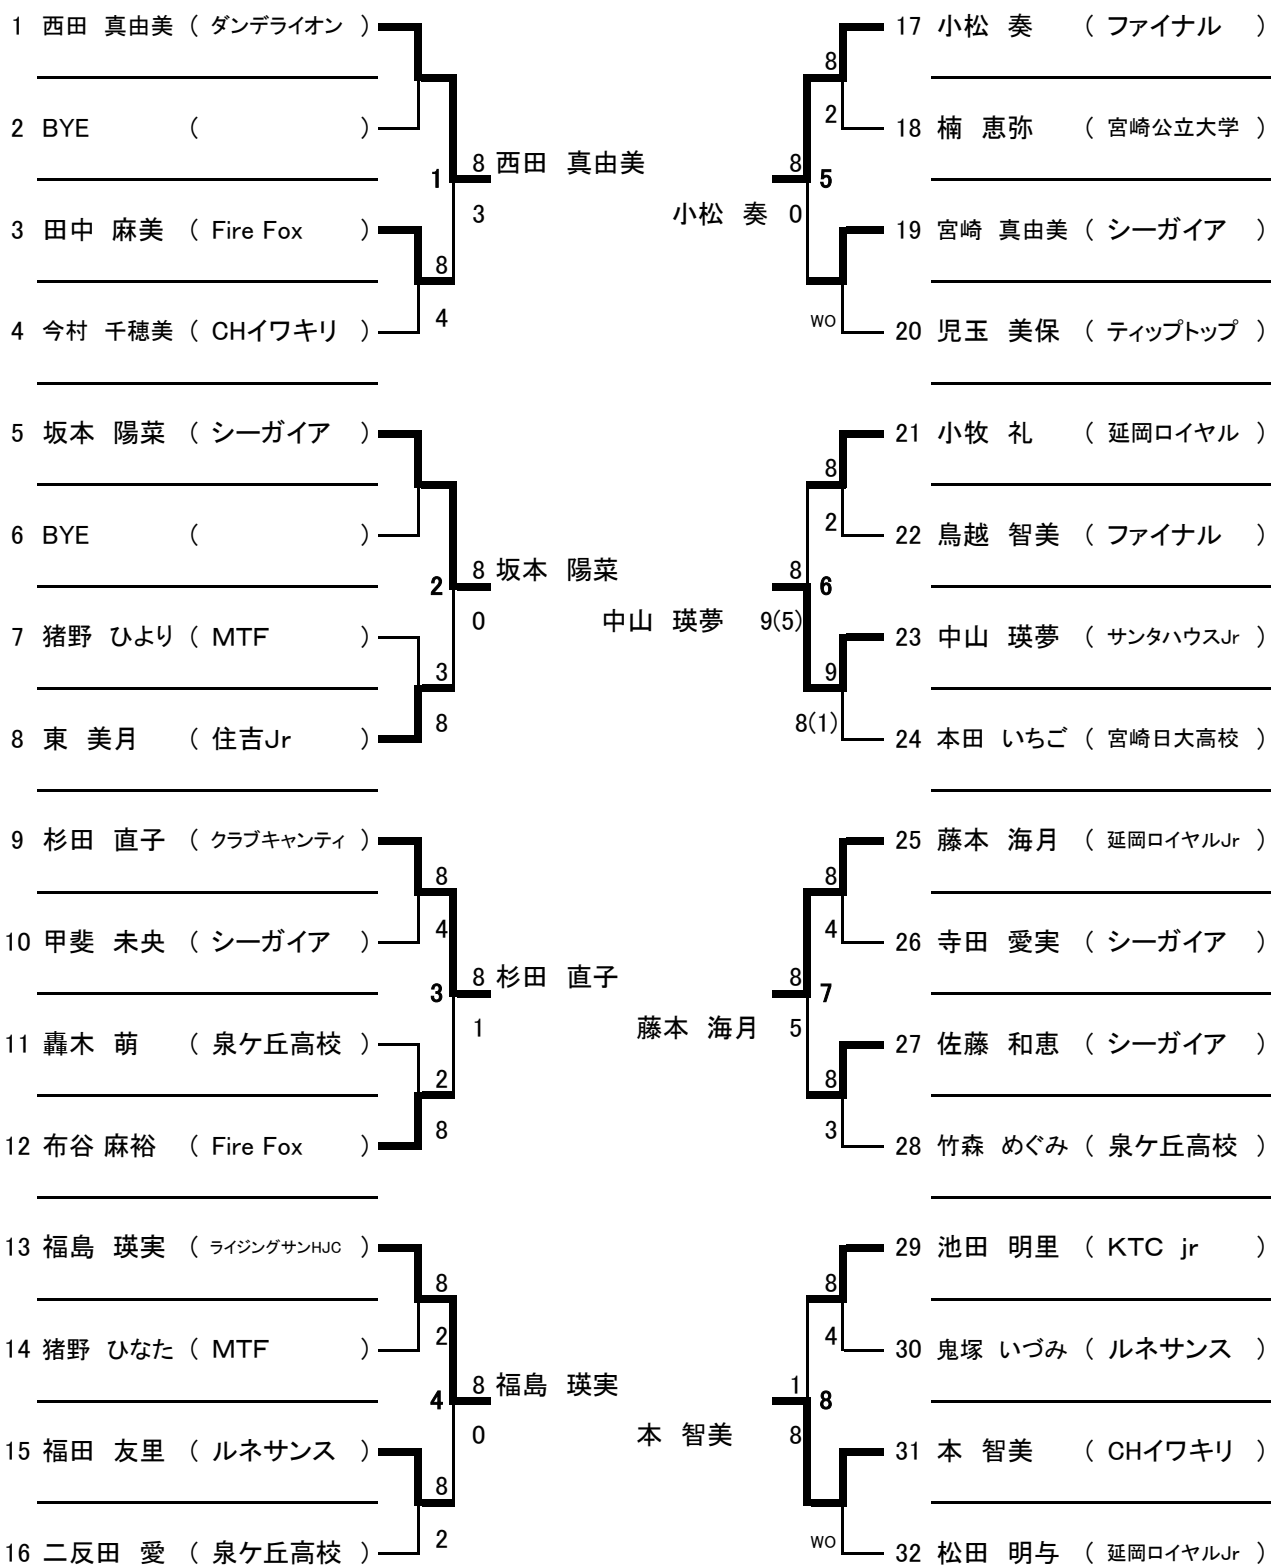 1 西田 真由美 ( ダンデライオン )
2 BYE ( )
1
8 西田 真由美
3
3 田中 麻美 ( Fire Fox )
8
4
4 今村 千穂美 ( CHイワキリ )
5 坂本 陽菜 ( シーガイア )
6 BYE ( )
2
8 坂本 陽菜
0
7 猪野 ひより ( MTF )
3
8
8 東 美月 ( 住吉Jr )
9 杉田 直子 ( クラブキャンティ )
8
4
10 甲斐 未央 ( シーガイア )
3
8 杉田 直子
1
11 轟木 萌 ( 泉ケ丘高校 )
2
8
12 布谷 麻裕 ( Fire Fox )
13 福島 瑛実 ( ライジングサンHJC )
8
2
14 猪野 ひなた ( MTF )
4
8 福島 瑛実
0
15 福田 友里 ( ルネサンス )
8
2
16 二反田 愛 ( 泉ケ丘高校 )
17 小松 奏 ( ファイナル )
8
2
18 楠 恵弥 ( 宮崎公立大学 )
8
5
小松 奏 0
19 宮崎 真由美 ( シーガイア )
wo
20 児玉 美保 ( ティップトップ )
21 小牧 礼 ( 延岡ロイヤル )
8
2
22 鳥越 智美 ( ファイナル )
8
6
中山 瑛夢 9(5)
23 中山 瑛夢 ( サンタハウスJr )
9
8(1)
24 本田 いちご ( 宮崎日大高校 )
25 藤本 海月 ( 延岡ロイヤルJr )
8
4
26 寺田 愛実 ( シーガイア )
8
7
藤本 海月 5
27 佐藤 和恵 ( シーガイア )
8
3
28 竹森 めぐみ ( 泉ケ丘高校 )
29 池田 明里 ( KTC jr )
8
4
30 鬼塚 いづみ ( ルネサンス )
1
8
本 智美 8
31 本 智美 ( CHイワキリ )
wo
32 松田 明与 ( 延岡ロイヤルJr )